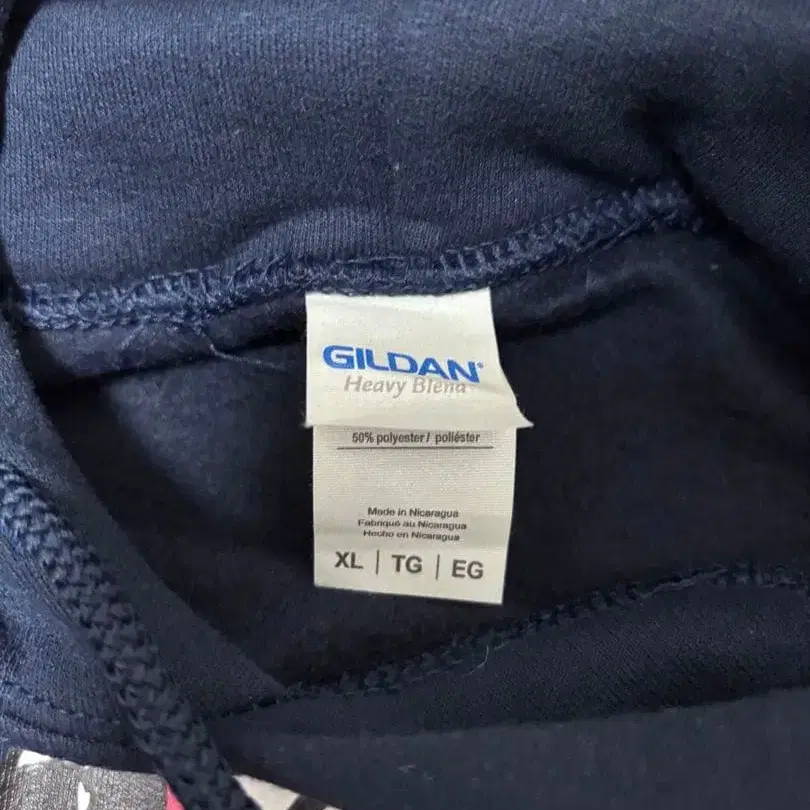 GILDAN®
Heavy Blend
50% polyester / poliéster
Made in Nicaragua
Fabriqué au Nicaragua
Hecho en Nicaragua
XL | TG | EG